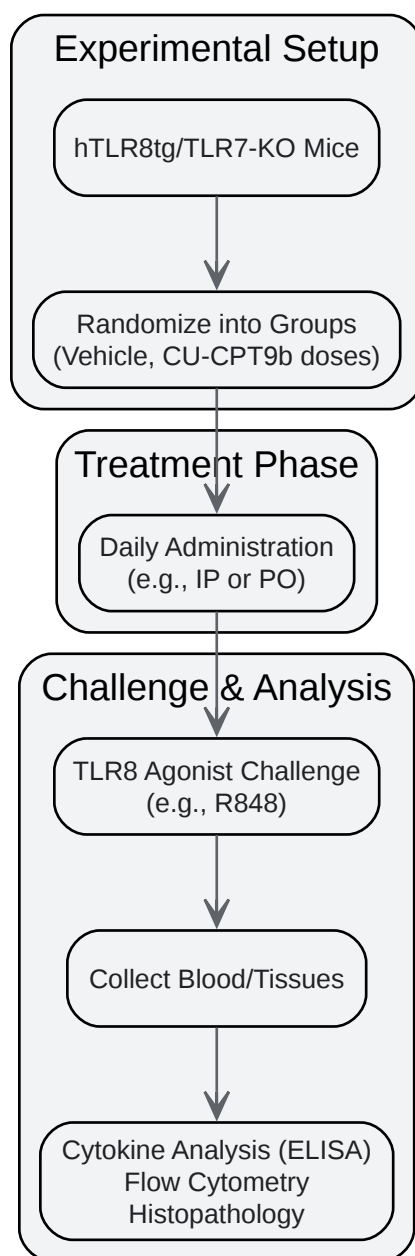 Experimental Setup
hTLR8tg/TLR7-KO Mice
Randomize into Groups
(Vehicle, CU-CPT9b doses)
Treatment Phase
Daily Administration
(e.g., IP or PO)
Challenge & Analysis
TLR8 Agonist Challenge
(e.g., R848)
Collect Blood/Tissues
Cytokine Analysis (ELISA)
Flow Cytometry
Histopathology